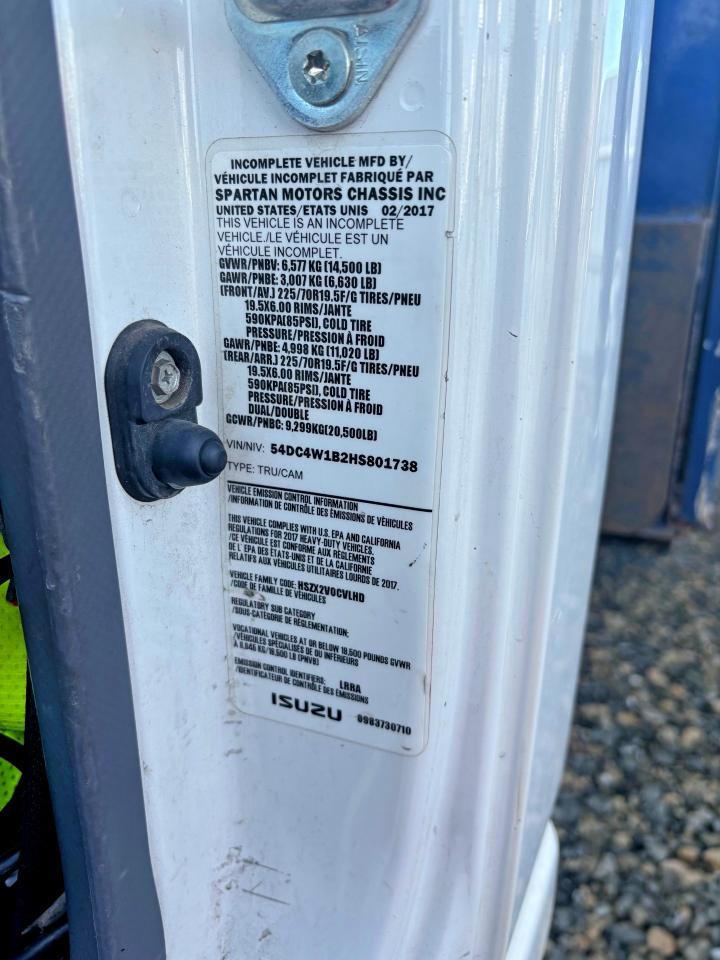 AISIN
INCOMPLETE VEHICLE MFD BY/
VÉHICULE INCOMPLET FABRIQUÉ PAR
SPARTAN MOTORS CHASSIS INC
UNITED STATES/ETATS UNIS 02/2017
THIS VEHICLE IS AN INCOMPLETE
VEHICLE./LE VÉHICULE EST UN
VÉHICULE INCOMPLET.
GVWR/PNBV: 6,577 KG (14,500 LB)
GAWR/PNBE: 3,007 KG (6,630 LB)
(FRONT/AV.) 225/70R19.5F/G TIRES/PNEU
19.5X6.00 RIMS/JANTE
590KPA(85PSI), COLD TIRE
PRESSURE/PRESSION À FROID
GAWR/PNBE: 4,998 KG (11,020 LB)
(REAR/ARR.) 225/70R19.5F/G TIRES/PNEU
19.5X6.00 RIMS/JANTE
590KPA(85PSI), COLD TIRE
PRESSURE/PRESSION À FROID
DUAL/DOUBLE
GCWR/PNBC: 9,299KG(20,500LB)
VIN/NIV: 54DC4W1B2HS801738
TYPE: TRU/CAM
VEHICLE EMISSION CONTROL INFORMATION
/INFORMATION DE CONTRÔLE DES ÉMISSIONS DE VÉHICULES
THIS VEHICLE COMPLIES WITH U.S. EPA AND CALIFORNIA
REGULATIONS FOR 2017 HEAVY-DUTY VEHICLES.
/CE VÉHICULE EST CONFORME AUX RÈGLEMENTS
DE L' EPA DES ÉTATS-UNIS ET DE LA CALIFORNIE
RELATIFS AUX VÉHICULES UTILITAIRES LOURDS DE 2017.
VEHICLE FAMILY CODE: HSZX2VOCVLHD
/CODE DE FAMILLE DE VÉHICULES
REGULATORY SUB CATEGORY
/SOUS-CATÉGORIE DE RÉGLEMENTATION:
VOCATIONAL VEHICLES AT OR BELOW 19,500 POUNDS GVWR
/VÉHICULES SPÉCIALISÉS DE OU INFÉRIEURS
À 8,845 KG/19,500 LB (PNVB)
EMISSION CONTROL IDENTIFIERS: LRRA
/IDENTIFICATEUR DE CONTRÔLE DES ÉMISSIONS
ISUZU 0983730710